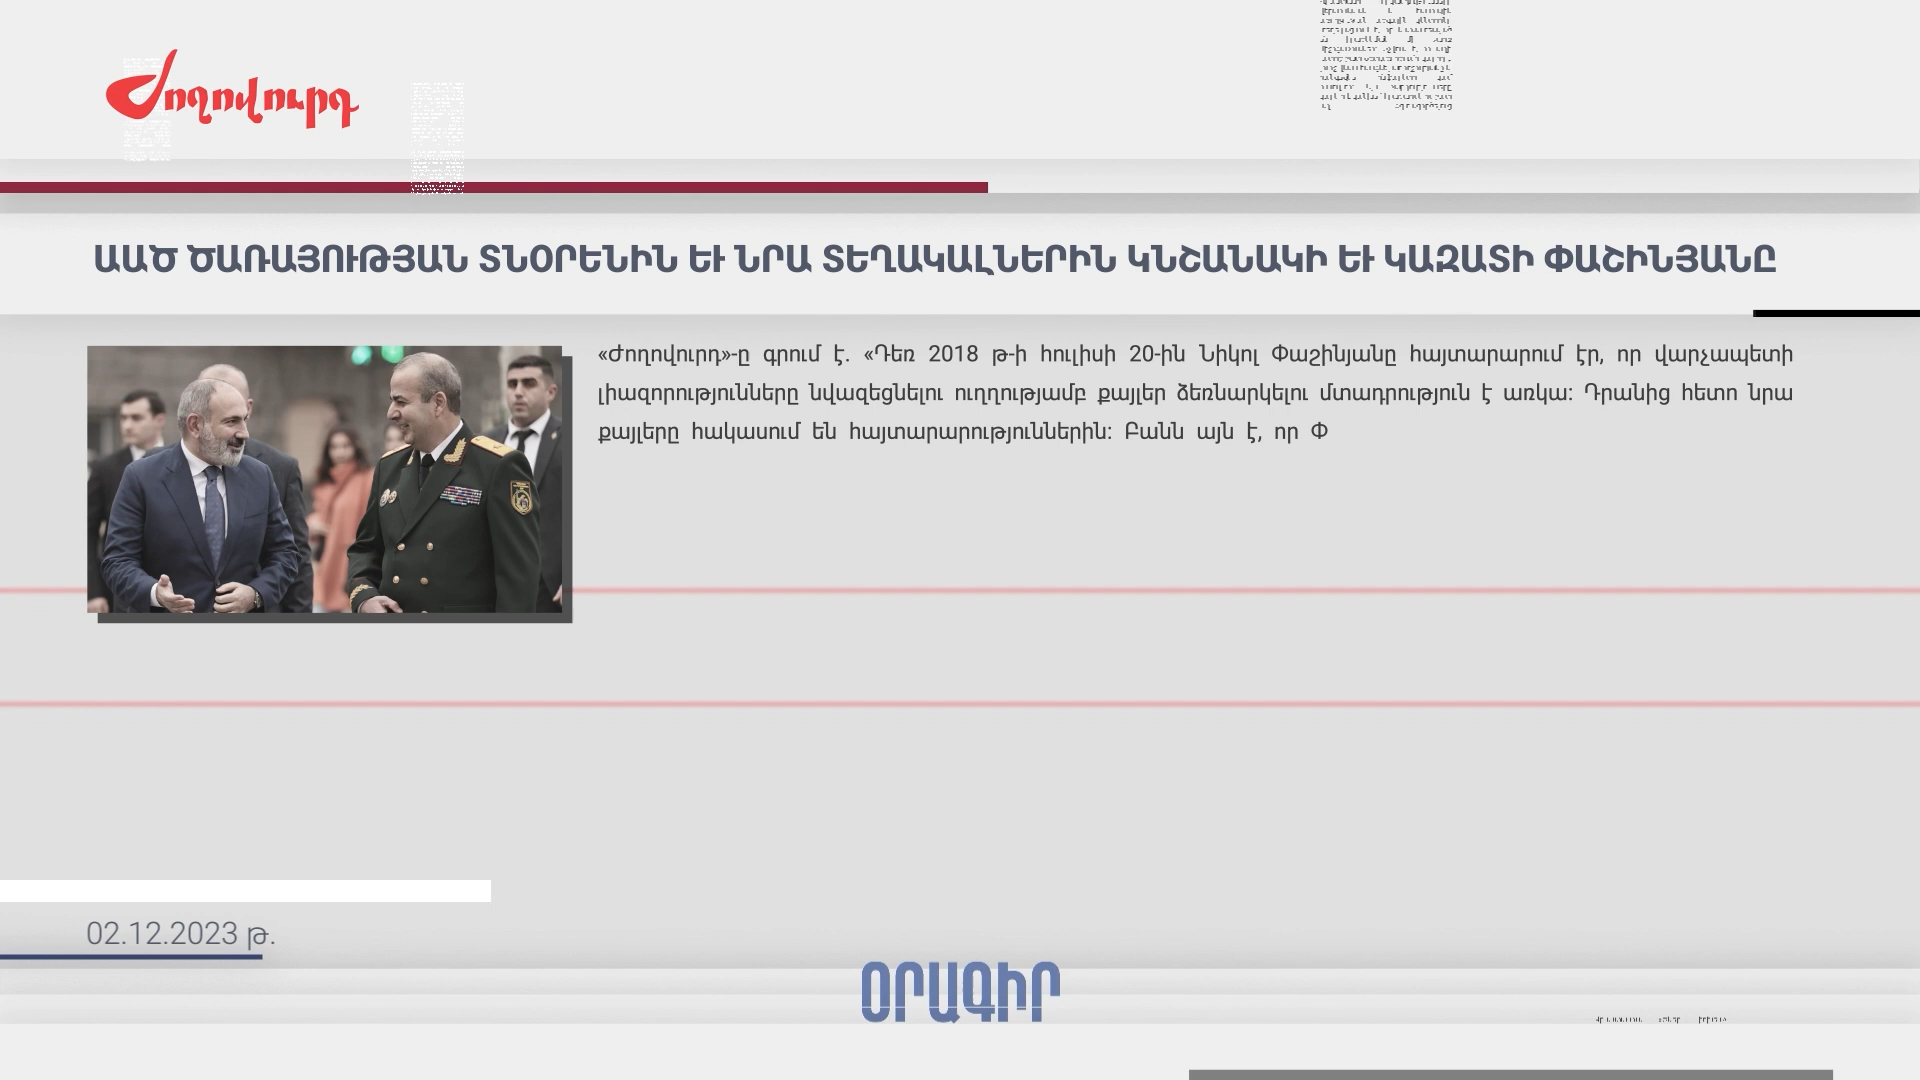 Ժողովուրդ
ԱԱԾ ԾԱՌԱՅՈՒԹՅԱՆ ՏՆՕՐԵՆԻՆ ԵՒ ՆՐԱ ՏԵՂԱԿԱԼՆԵՐԻՆ ԿՆՇԱՆԱԿԻ ԵՒ ԿԱԶԱՏԻ ՓԱՇԻՆՅԱՆԸ
«Ժողովուրդ»-ը գրում է. «Դեռ 2018 թ-ի հուլիսի 20-ին Նիկոլ Փաշինյանը հայտարարում էր, որ վարչապետի
լիազորությունները նվազեցնելու ուղղությամբ քայլեր ձեռնարկելու մտադրություն է առկա: Դրանից հետո նրա
քայլերը հակասում են հայտարարություններին: Բանն այն է, որ Փ
02.12.2023 թ.
ՕՐԱԳԻՐ